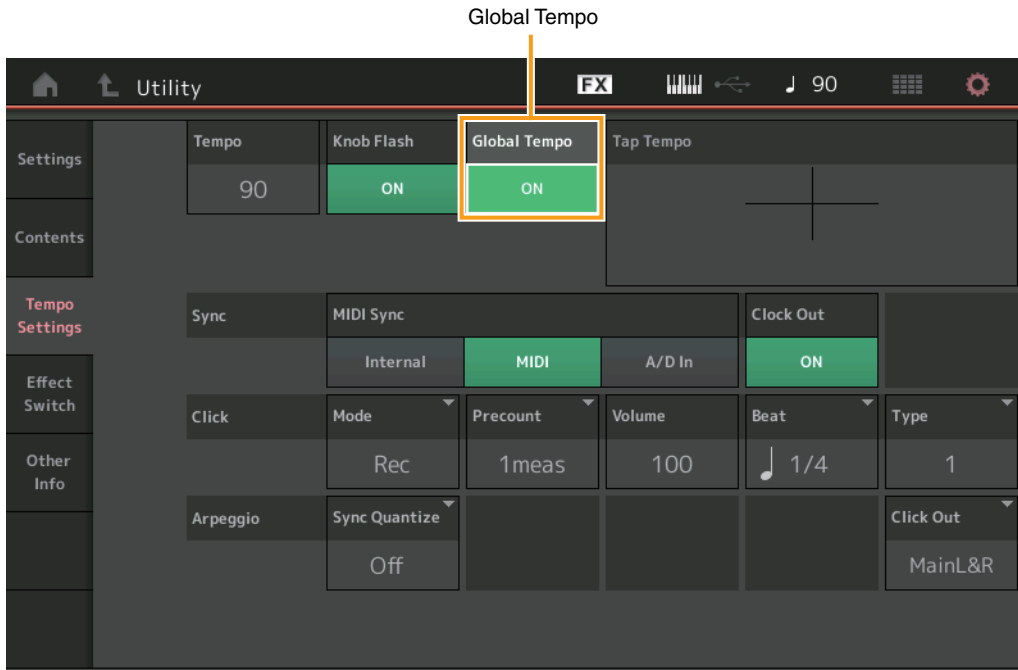 Global Tempo
Utility
FX
90
Settings
Contents
Tempo
Settings
Effect
Switch
Other
Info
Tempo
90
Knob Flash
ON
Global Tempo
ON
Tap Tempo
Sync
MIDI Sync
Internal
MIDI
A/D In
Clock Out
ON
Click
Mode
Rec
Precount
1meas
Volume
100
Beat
1/4
Type
1
Arpeggio
Sync Quantize
Off
Click Out
MainL&R